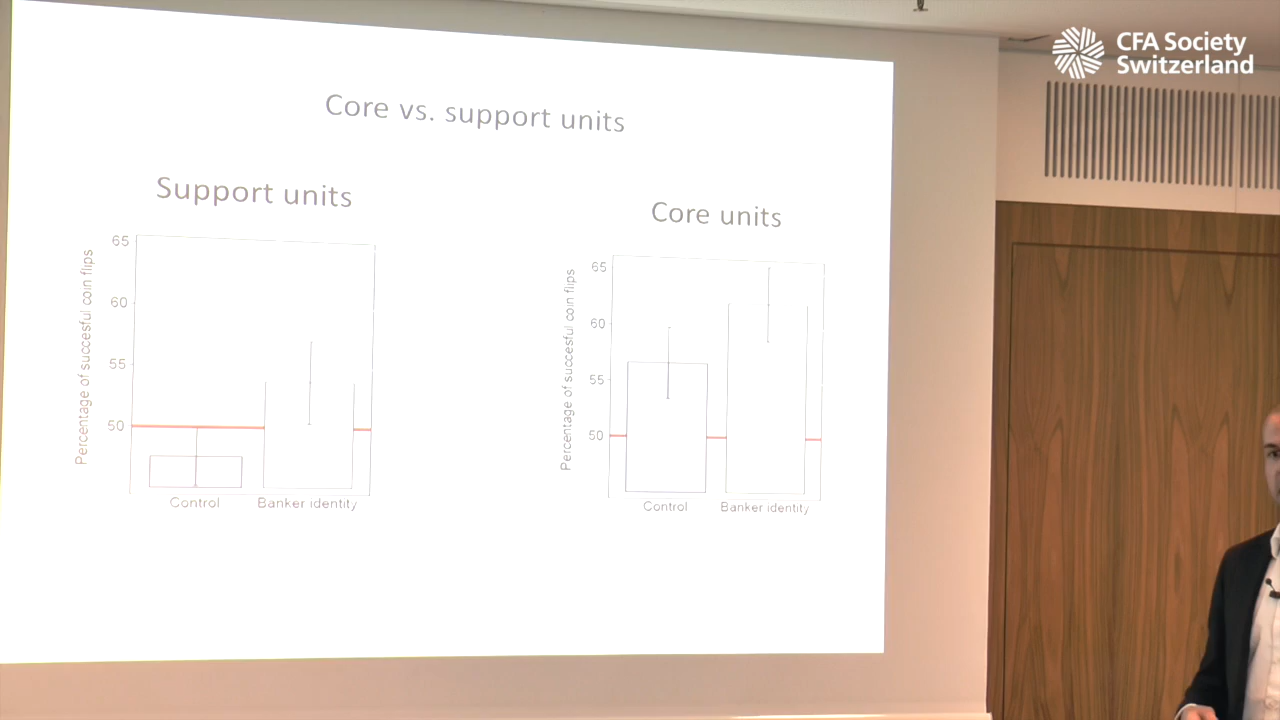 CFA Society
Switzerland
Core vs. support units
Support units
Percentage of succesful coin flips
65
60
55
50
Control
Banker identity
Core units
Percentage of succesful coin flips
65
60
55
50
Control
Banker identity